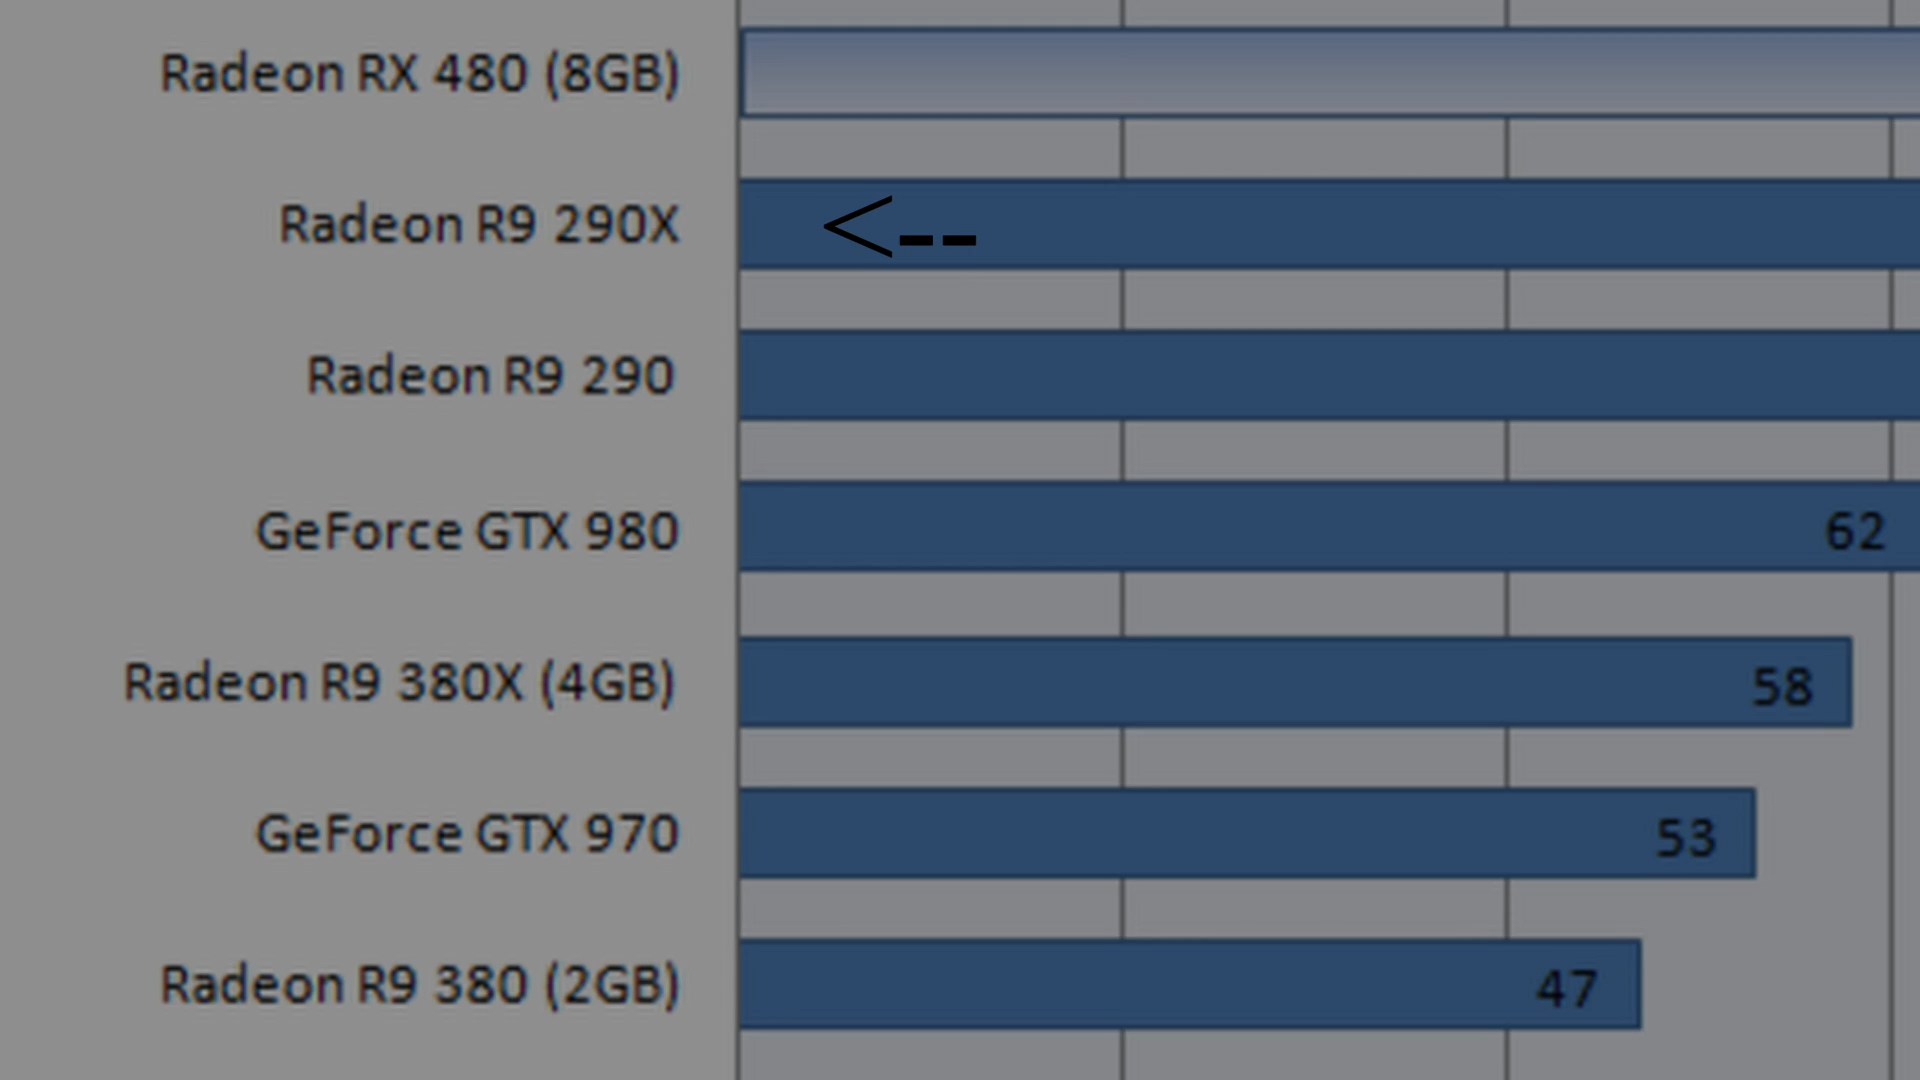 Radeon RX 480 (8GB)
Radeon R9 290X <--
Radeon R9 290
GeForce GTX 980 62
Radeon R9 380X (4GB) 58
GeForce GTX 970 53
Radeon R9 380 (2GB) 47